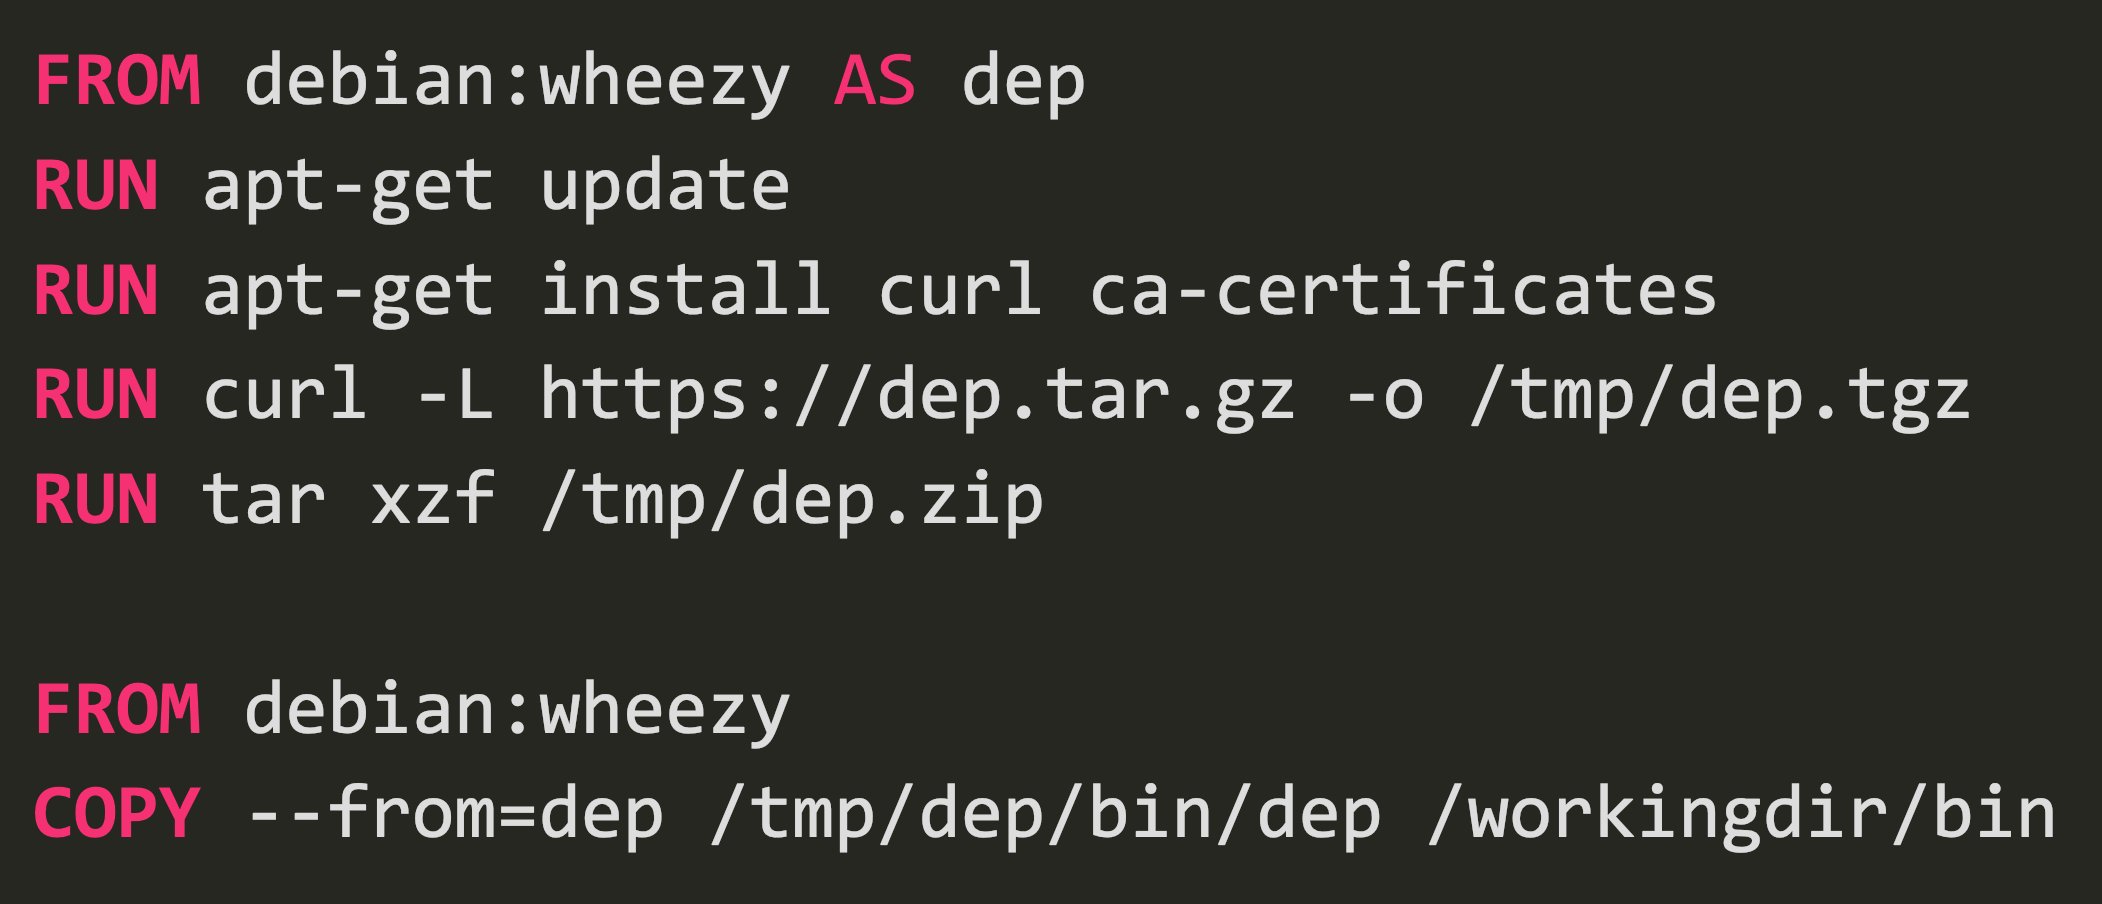 FROM debian:wheezy AS dep
RUN apt-get update
RUN apt-get install curl ca-certificates
RUN curl -L https://dep.tar.gz -o /tmp/dep.tgz
RUN tar xzf /tmp/dep.zip
FROM debian:wheezy
COPY --from=dep /tmp/dep/bin/dep /workingdir/bin